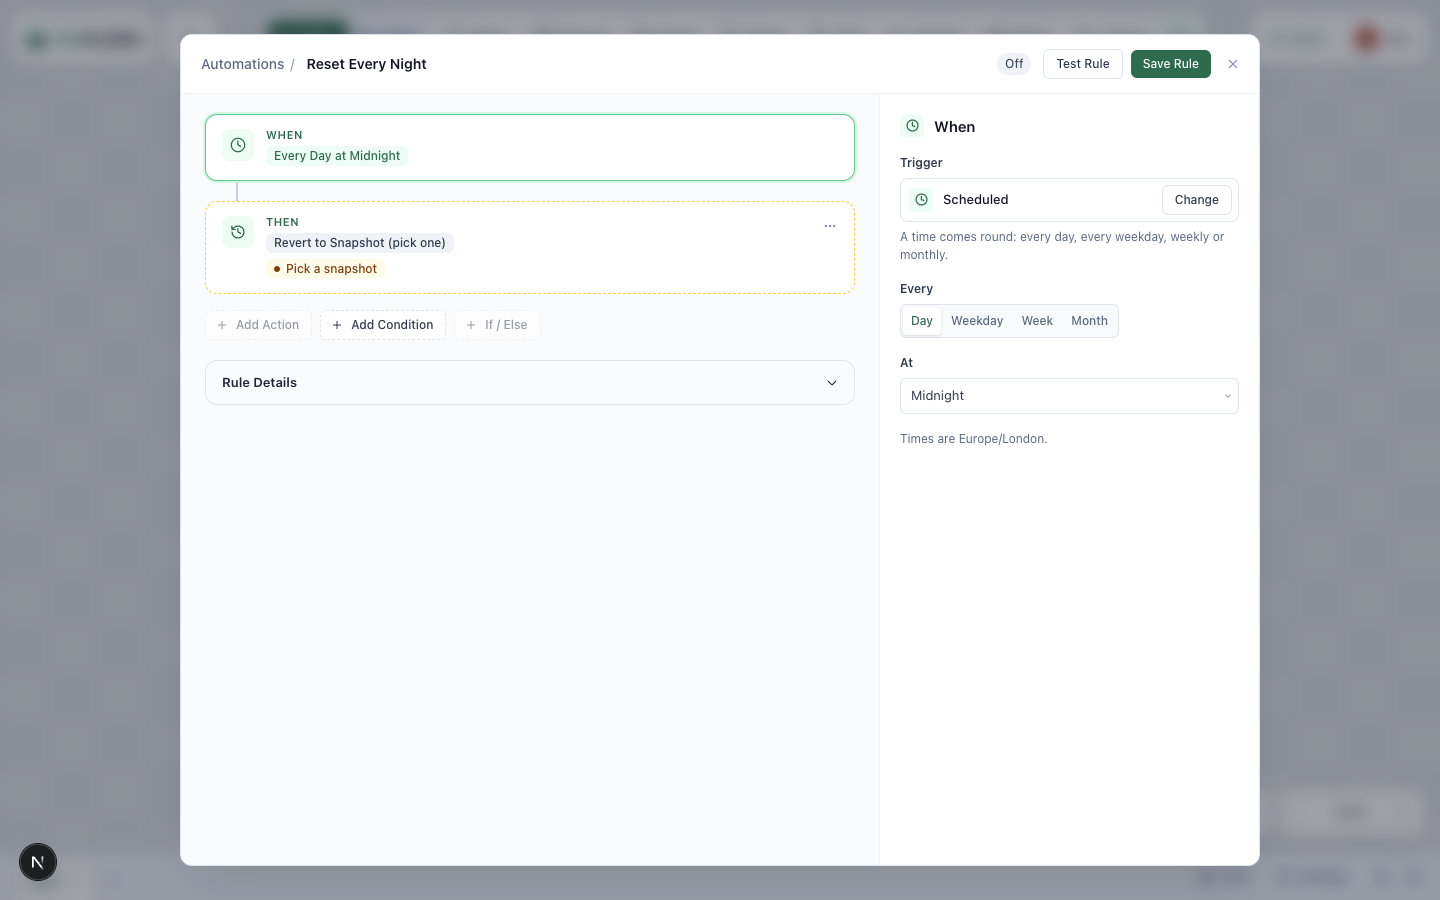 Automations / Reset Every Night
Off
Test Rule
Save Rule
WHEN
Every Day at Midnight
THEN
Revert to Snapshot (pick one)
Pick a snapshot
Add Action
Add Condition
If / Else
Rule Details
When
Trigger
Scheduled
Change
A time comes round: every day, every weekday, weekly or
monthly.
Every
Day
Weekday
Week
Month
At
Midnight
Times are Europe/London.
N